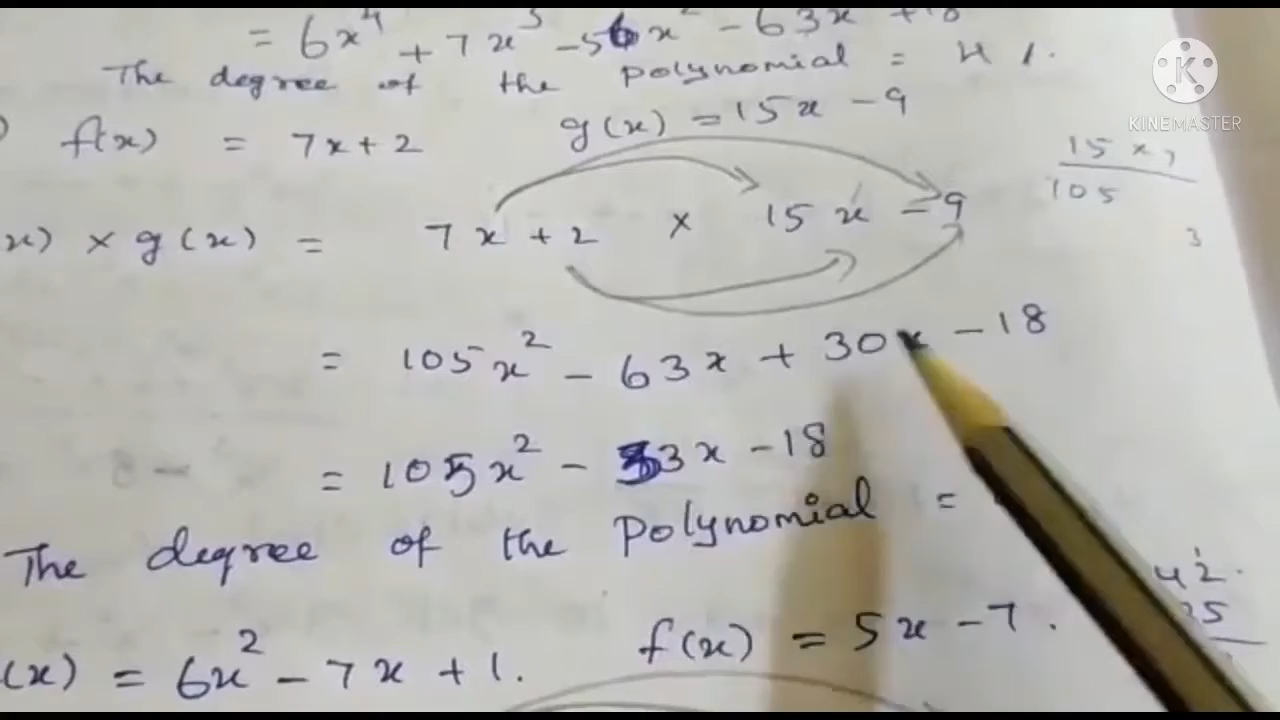 = 6x⁴ + 7x³ - 56x² - 63x + 18
The degree of the polynomial = 4 /.
KINEMASTER
) f(x) = 7x+2 g(x) = 15x - 9
15 x 7
105
3
x) × g(x) = 7x + 2 × 15x - 9
= 105x² - 63x + 30x - 18
= 105x² - 33x - 18
The degree of the polynomial =
42.
(x) = 6x² - 7x + 1. f(x) = 5x - 7.